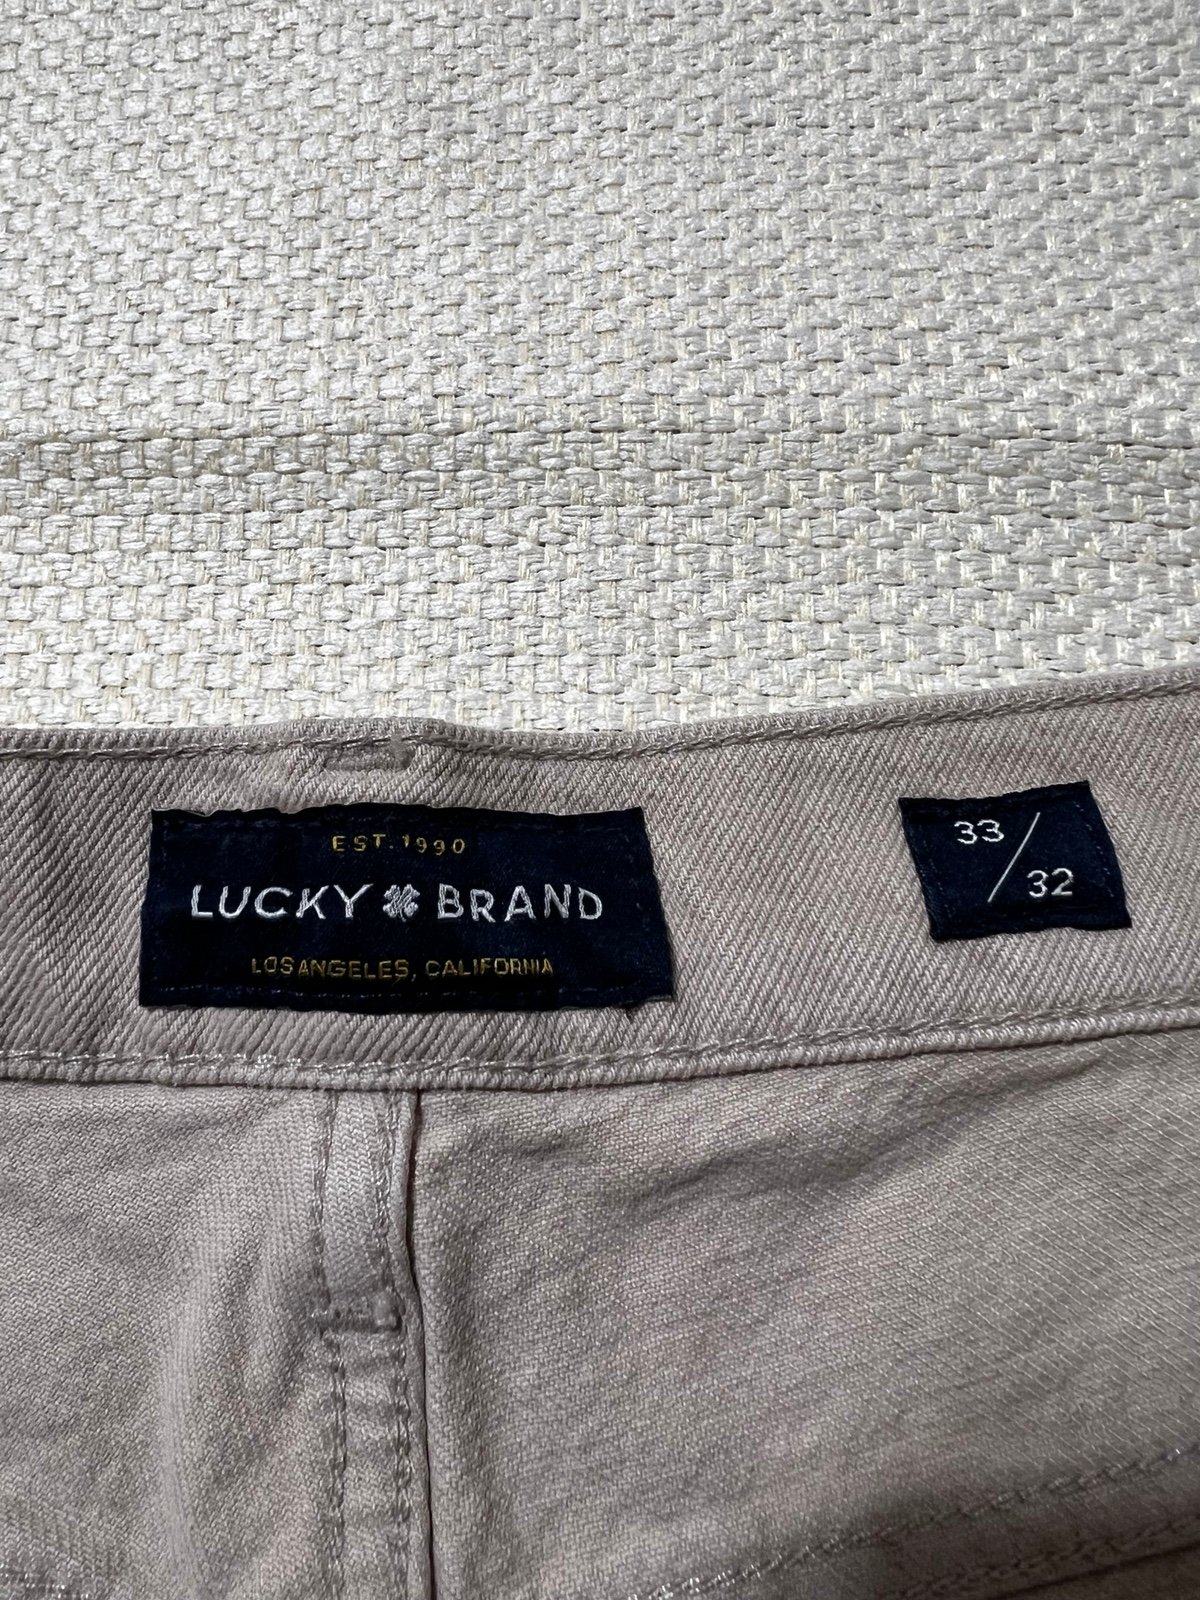 EST. 1990
LUCKY BRAND
LOS ANGELES, CALIFORNIA
33/32